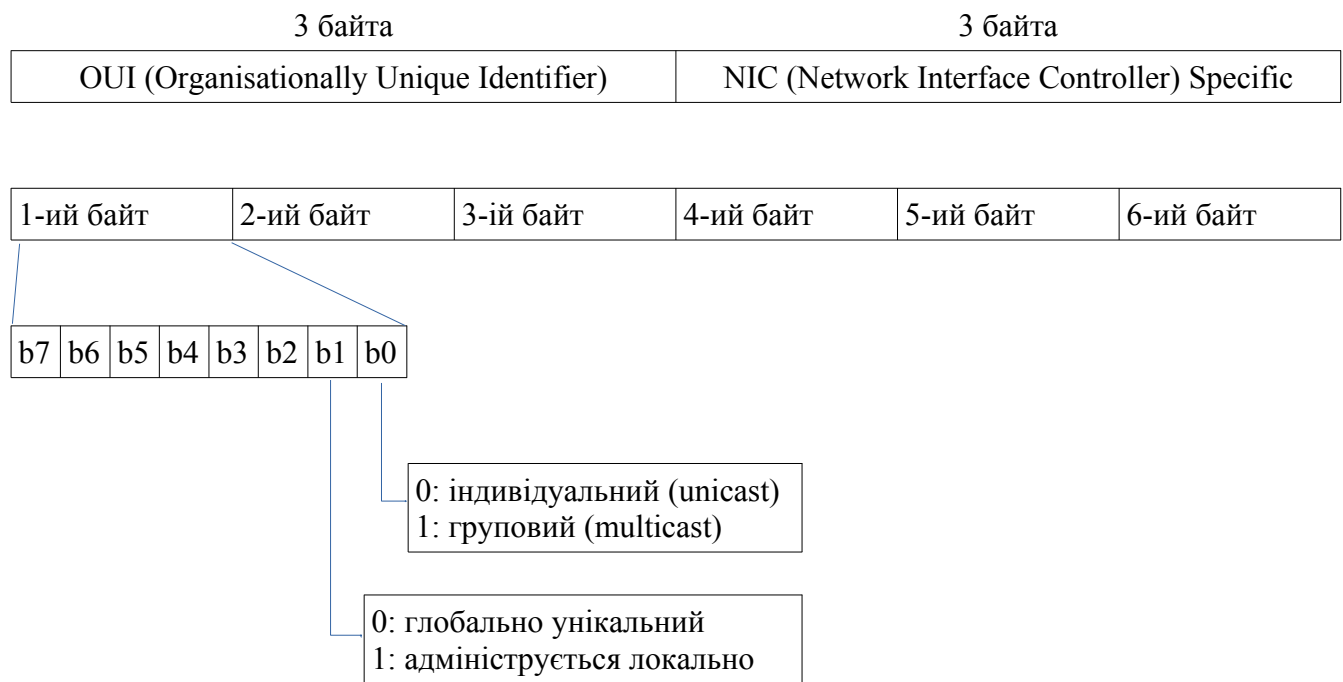 3 байта 3 байта
OUI (Organisationally Unique Identifier) NIC (Network Interface Controller) Specific
1-ий байт 2-ий байт 3-ій байт 4-ий байт 5-ий байт 6-ий байт
b7 b6 b5 b4 b3 b2 b1 b0
0: індивідуальний (unicast)
1: груповий (multicast)
0: глобально унікальний
1: адмініструється локально